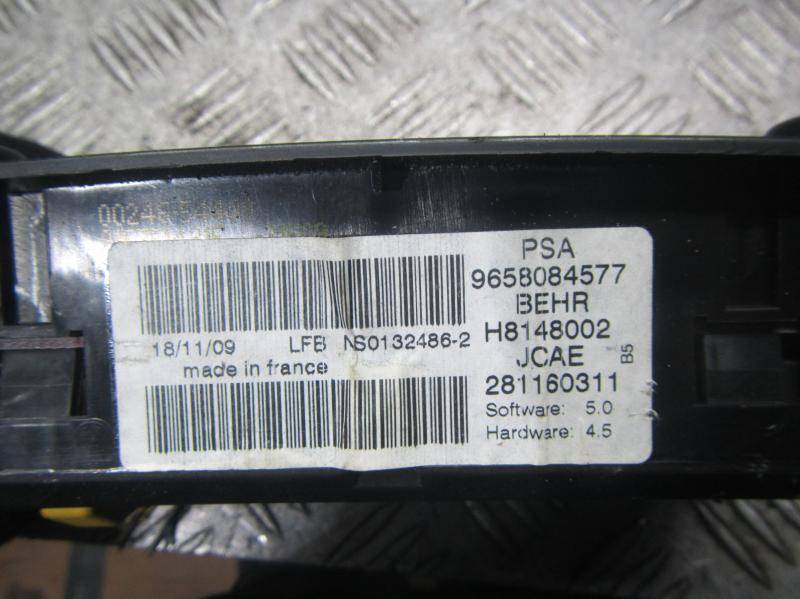 PSA
9658084577
BEHR
H8148002
JCAE
281160311
Software: 5.0
Hardware: 4.5
B5
18/11/09 LFB NS0132486-2
made in france